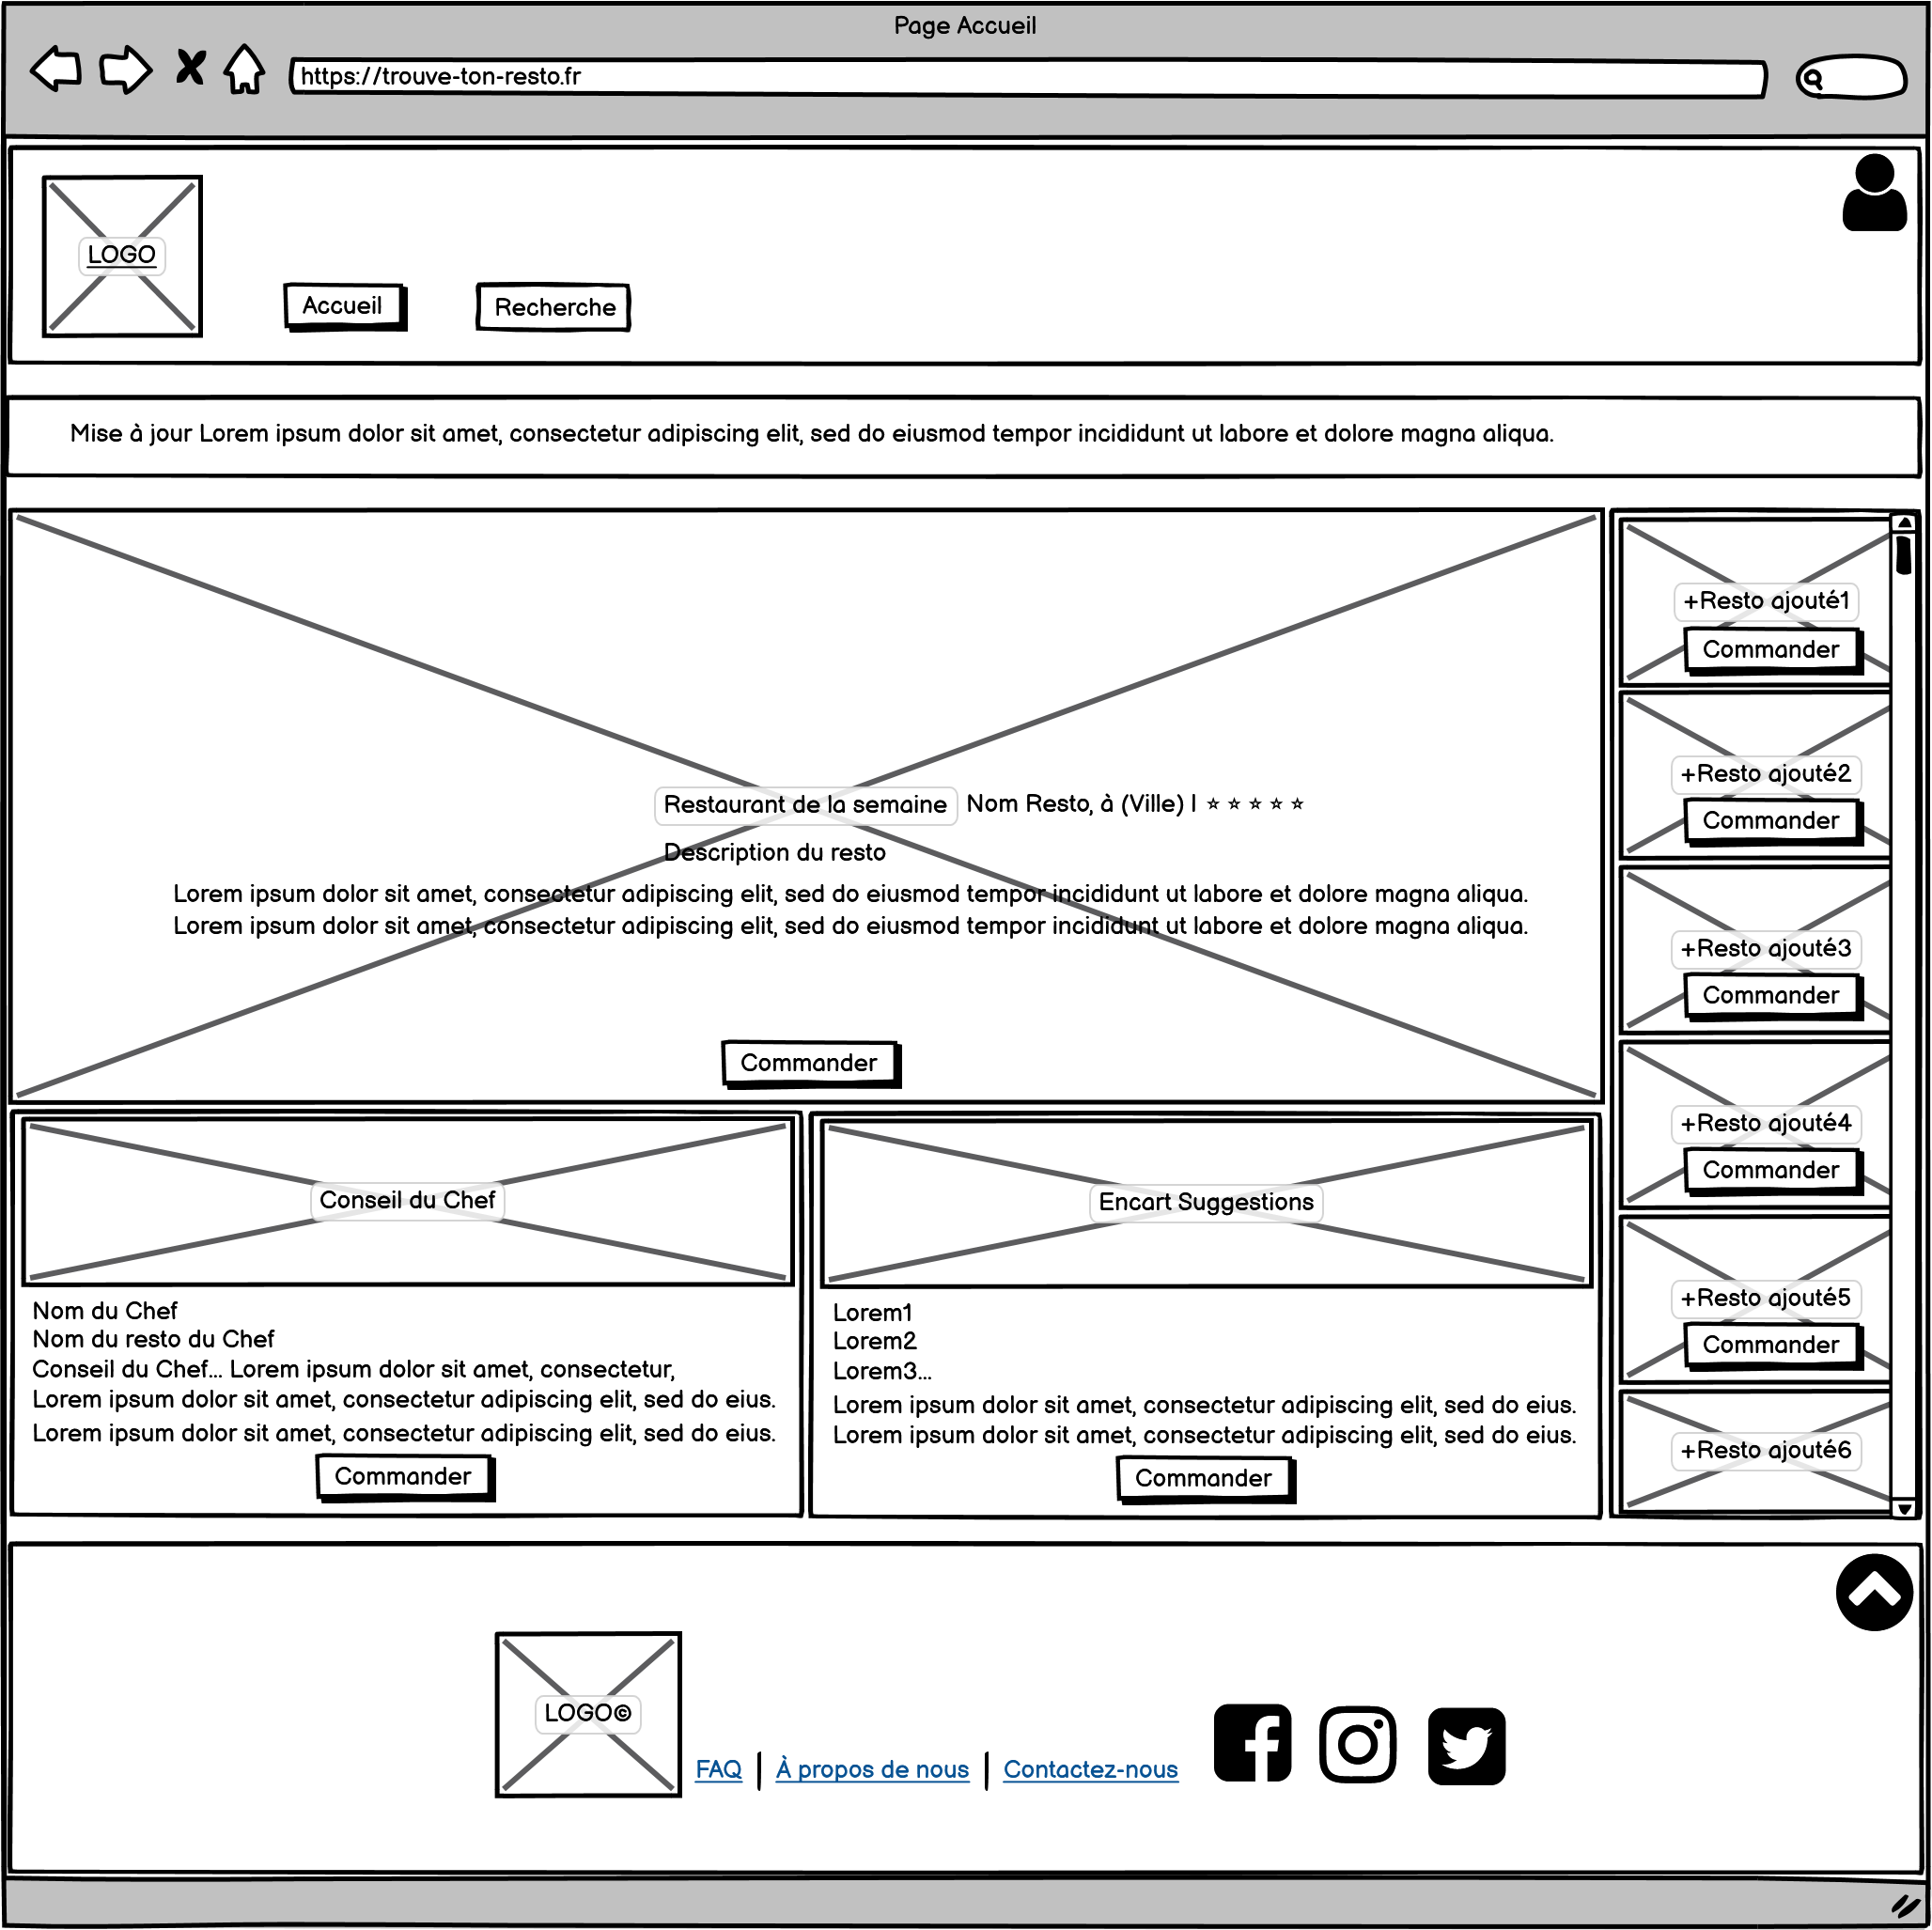 Page Accueil
https://trouve-ton-resto.fr
LOGO
Accueil
Recherche
Mise à jour Lorem ipsum dolor sit amet, consectetur adipiscing elit, sed do eiusmod tempor incididunt ut labore et dolore magna aliqua.
Restaurant de la semaine Nom Resto, à (Ville) | ☆ ☆ ☆ ☆ ☆
Description du resto
Lorem ipsum dolor sit amet, consectetur adipiscing elit, sed do eiusmod tempor incididunt ut labore et dolore magna aliqua.
Lorem ipsum dolor sit amet, consectetur adipiscing elit, sed do eiusmod tempor incididunt ut labore et dolore magna aliqua.
Commander
+Resto ajouté1
Commander
+Resto ajouté2
Commander
+Resto ajouté3
Commander
+Resto ajouté4
Commander
+Resto ajouté5
Commander
+Resto ajouté6
Conseil du Chef
Nom du Chef
Nom du resto du Chef
Conseil du Chef... Lorem ipsum dolor sit amet, consectetur,
Lorem ipsum dolor sit amet, consectetur adipiscing elit, sed do eius.
Lorem ipsum dolor sit amet, consectetur adipiscing elit, sed do eius.
Commander
Encart Suggestions
Lorem1
Lorem2
Lorem3...
Lorem ipsum dolor sit amet, consectetur adipiscing elit, sed do eius.
Lorem ipsum dolor sit amet, consectetur adipiscing elit, sed do eius.
Commander
LOGO©
FAQ | À propos de nous | Contactez-nous